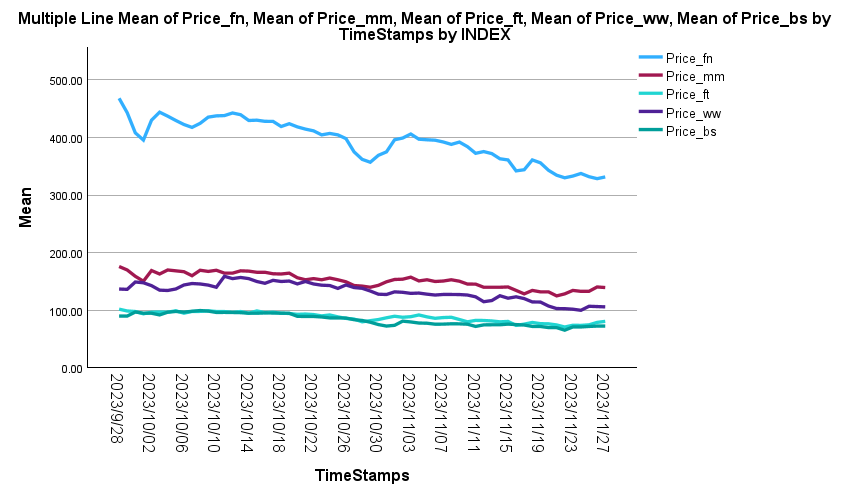 Multiple Line Mean of Price_fn, Mean of Price_mm, Mean of Price_ft, Mean of Price_ww, Mean of Price_bs by
TimeStamps by INDEX
Price_fn
Price_mm
Price_ft
Price_ww
Price_bs
500.00
400.00
300.00
200.00
100.00
0.00
Mean
2023/9/28
2023/10/02
2023/10/06
2023/10/10
2023/10/14
2023/10/18
2023/10/22
2023/10/26
2023/10/30
2023/11/03
2023/11/07
2023/11/11
2023/11/15
2023/11/19
2023/11/23
2023/11/27
TimeStamps